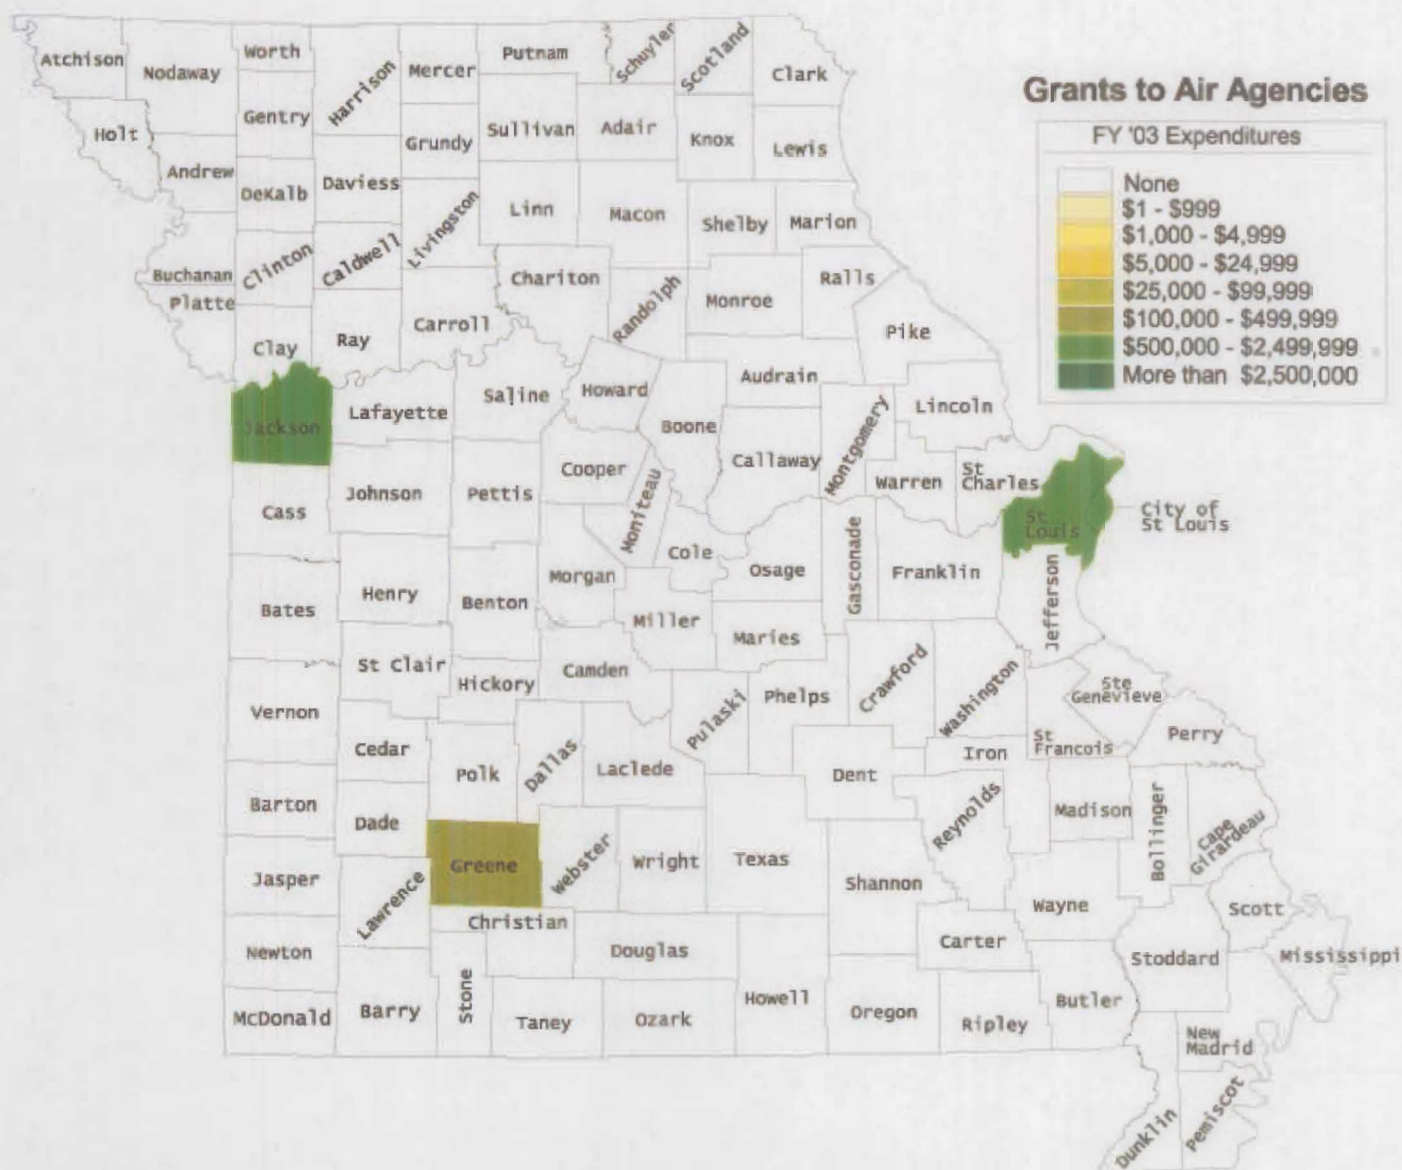 Grants to Air Agencies
FY '03 Expenditures
None
$1 - $999
$1,000 - $4,999
$5,000 - $24,999
$25,000 - $99,999
$100,000 - $499,999
$500,000 - $2,499,999
More than $2,500,000
Atchison
Nodaway
Worth
Harrison
Mercer
Putnam
Schuyler
Scotland
Clark
Holt
Gentry
Grundy
Sullivan
Adair
Knox
Lewis
Andrew
DeKalb
Daviess
Livingston
Linn
Macon
Shelby
Marion
Buchanan
Clinton
Caldwell
Chariton
Randolph
Monroe
Ralls
Platte
Clay
Ray
Carroll
Pike
Jackson
Lafayette
Saline
Howard
Boone
Audrain
Callaway
Montgomery
Lincoln
Cass
Johnson
Pettis
Cooper
Moniteau
Warren
St
Charles
St
Louis
City of
St Louis
Bates
Henry
Benton
Morgan
Cole
Miller
Osage
Maries
Gasconade
Franklin
Jefferson
St Clair
Hickory
Camden
Pulaski
Phelps
Crawford
Washington
Ste
Genevieve
Vernon
Cedar
Polk
Dallas
Laclede
Dent
Iron
St
Francois
Perry
Barton
Dade
Greene
Webster
Wright
Texas
Reynolds
Madison
Bollinger
Cape
Girardeau
Jasper
Lawrence
Christian
Shannon
Wayne
Scott
Newton
Douglas
Carter
Stoddard
Mississippi
McDonald
Barry
Stone
Taney
Ozark
Howell
Oregon
Ripley
Butler
New
Madrid
Dunklin
Pemiscot